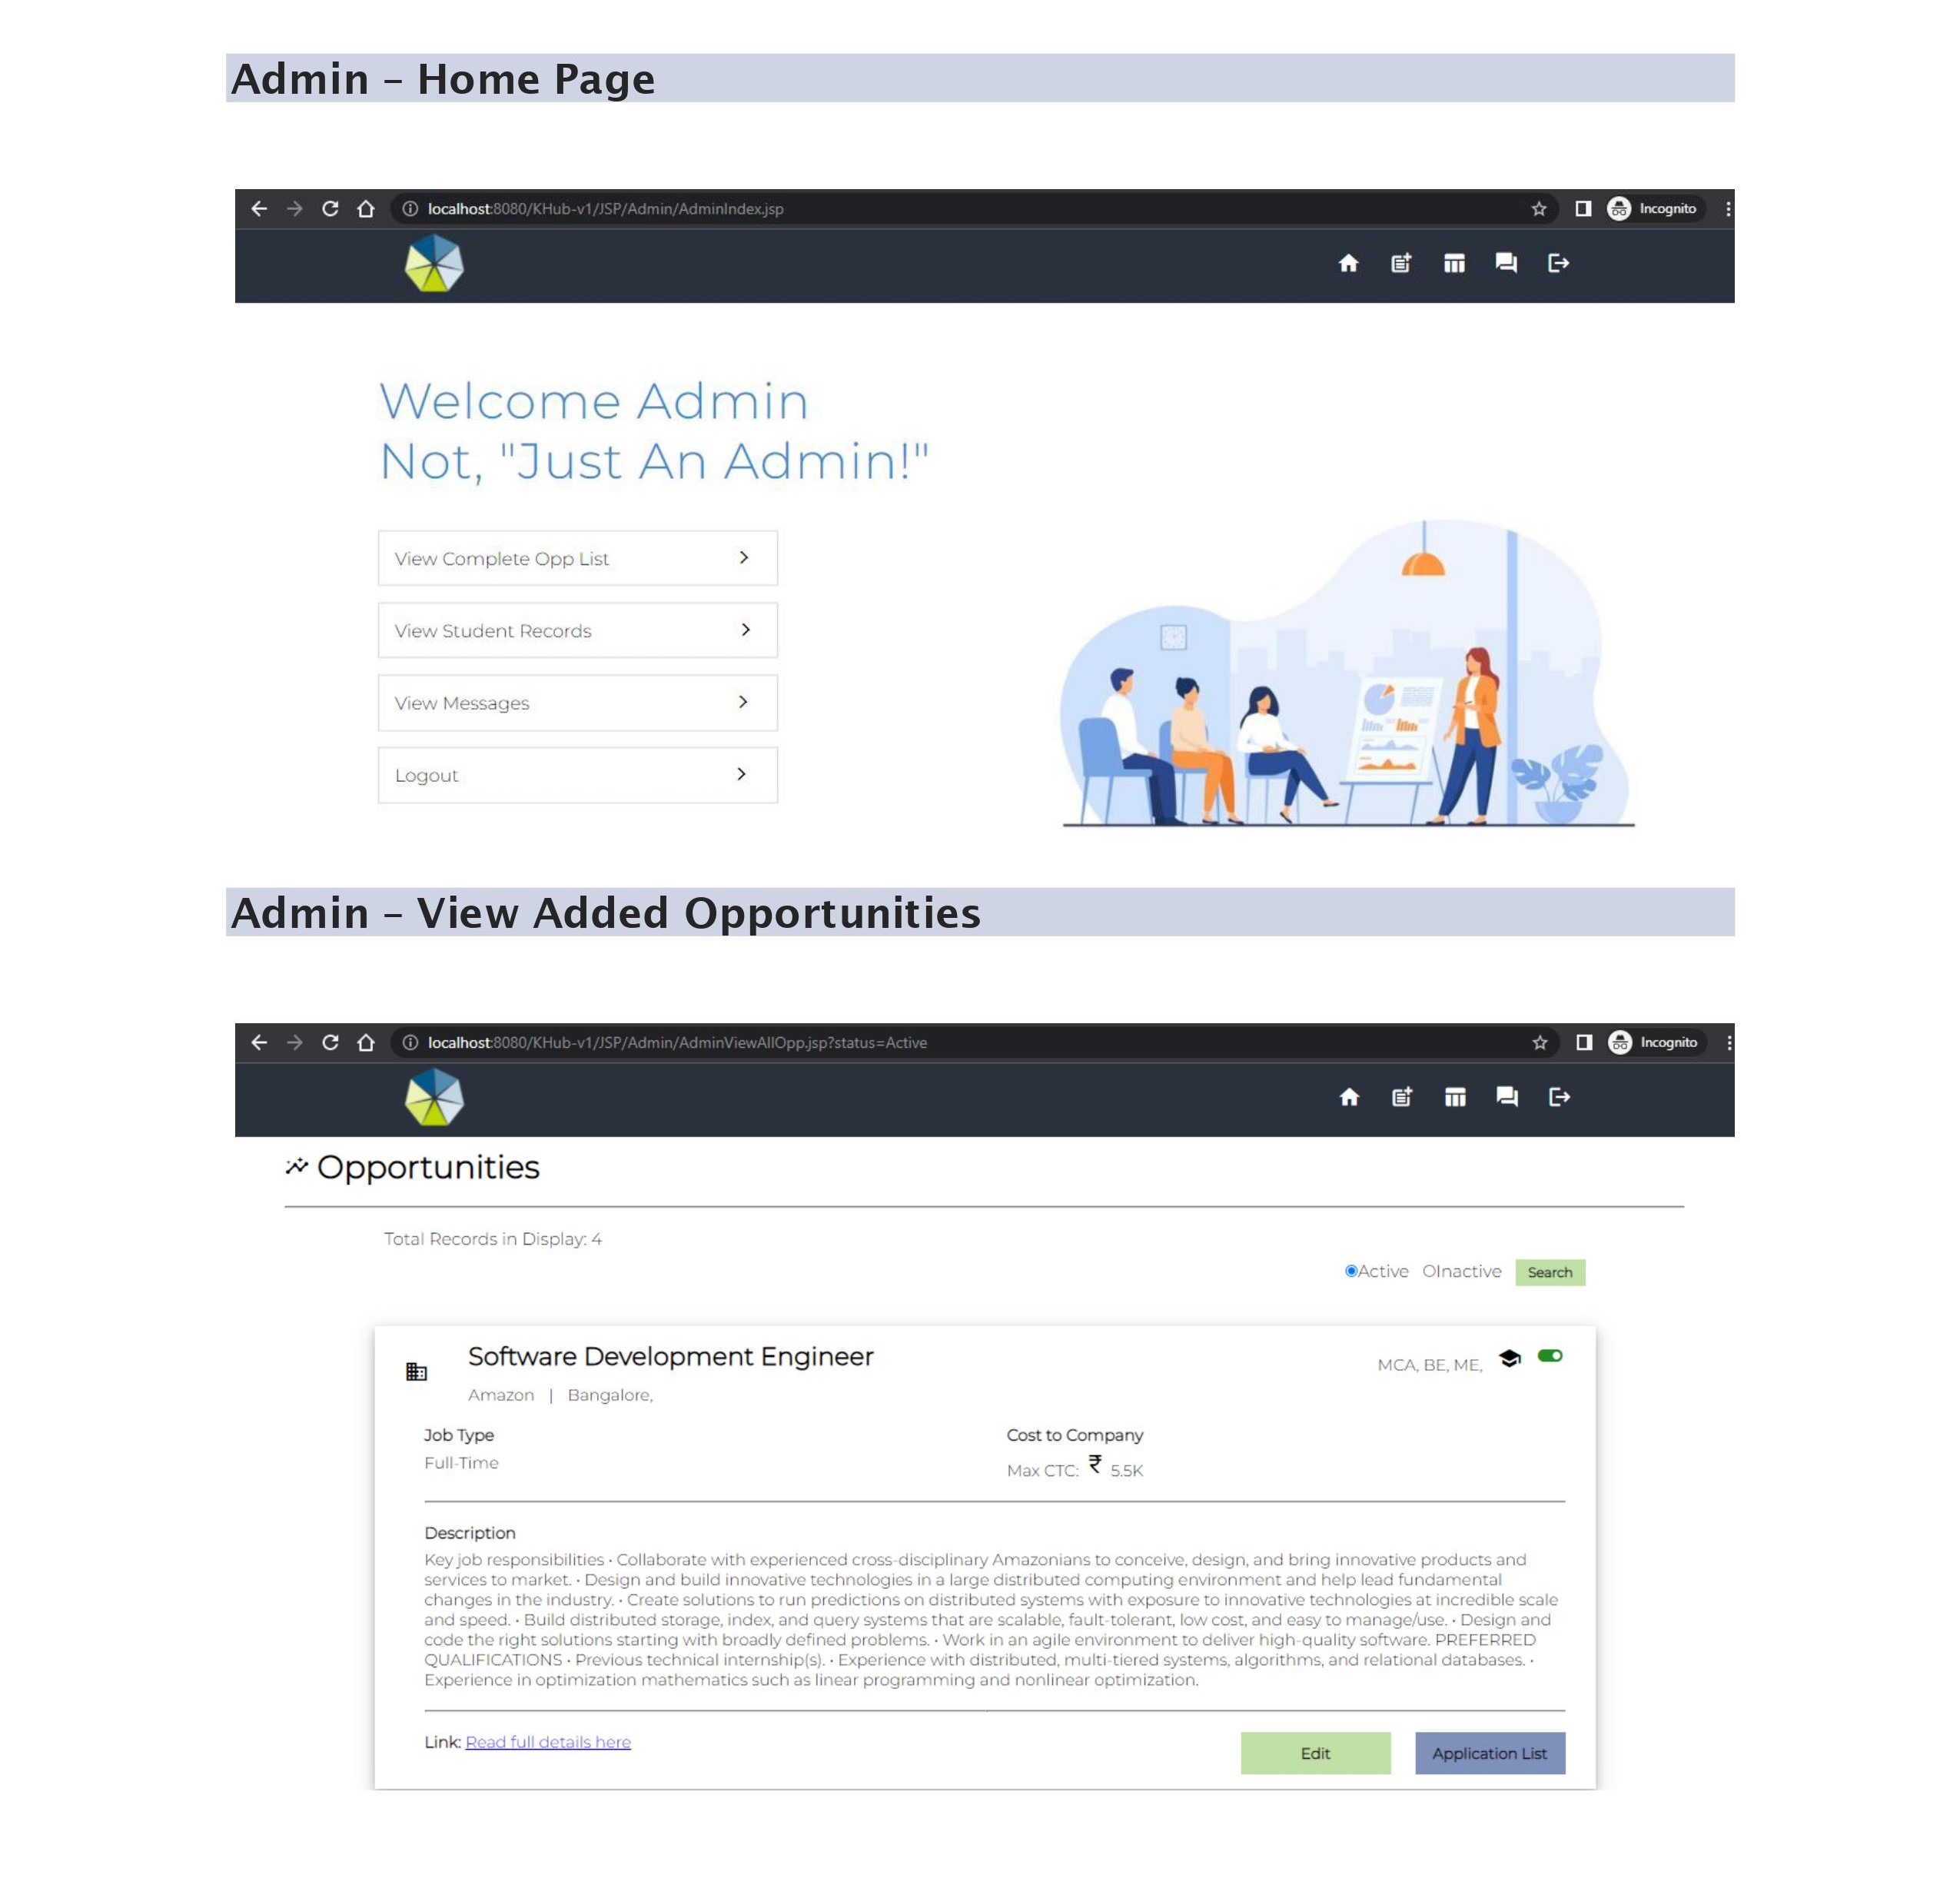 Admin – Home Page
localhost:8080/KHub-v1/JSP/Admin/AdminIndex.jsp
Incognito
Welcome Admin
Not, "Just An Admin!"
View Complete Opp List
View Student Records
View Messages
Logout
Admin – View Added Opportunities
localhost:8080/KHub-v1/JSP/Admin/AdminViewAllOpp.jsp?status=Active
Incognito
Opportunities
Total Records in Display: 4
Active Inactive Search
Software Development Engineer
MCA, BE, ME,
Amazon | Bangalore,
Job Type
Cost to Company
Full-Time
Max CTC: ₹ 5.5K
Description
Key job responsibilities • Collaborate with experienced cross-disciplinary Amazonians to conceive, design, and bring innovative products and
services to market. • Design and build innovative technologies in a large distributed computing environment and help lead fundamental
changes in the industry. • Create solutions to run predictions on distributed systems with exposure to innovative technologies at incredible scale
and speed. • Build distributed storage, index, and query systems that are scalable, fault-tolerant, low cost, and easy to manage/use. • Design and
code the right solutions starting with broadly defined problems. • Work in an agile environment to deliver high-quality software. PREFERRED
QUALIFICATIONS • Previous technical internship(s). • Experience with distributed, multi-tiered systems, algorithms, and relational databases. •
Experience in optimization mathematics such as linear programming and nonlinear optimization.
Link: Read full details here
Edit
Application List